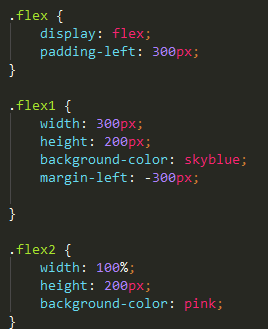 .flex {
    display: flex;
    padding-left: 300px;
}

.flex1 {
    width: 300px;
    height: 200px;
    background-color: skyblue;
    margin-left: -300px;

}

.flex2 {
    width: 100%;
    height: 200px;
    background-color: pink;
}